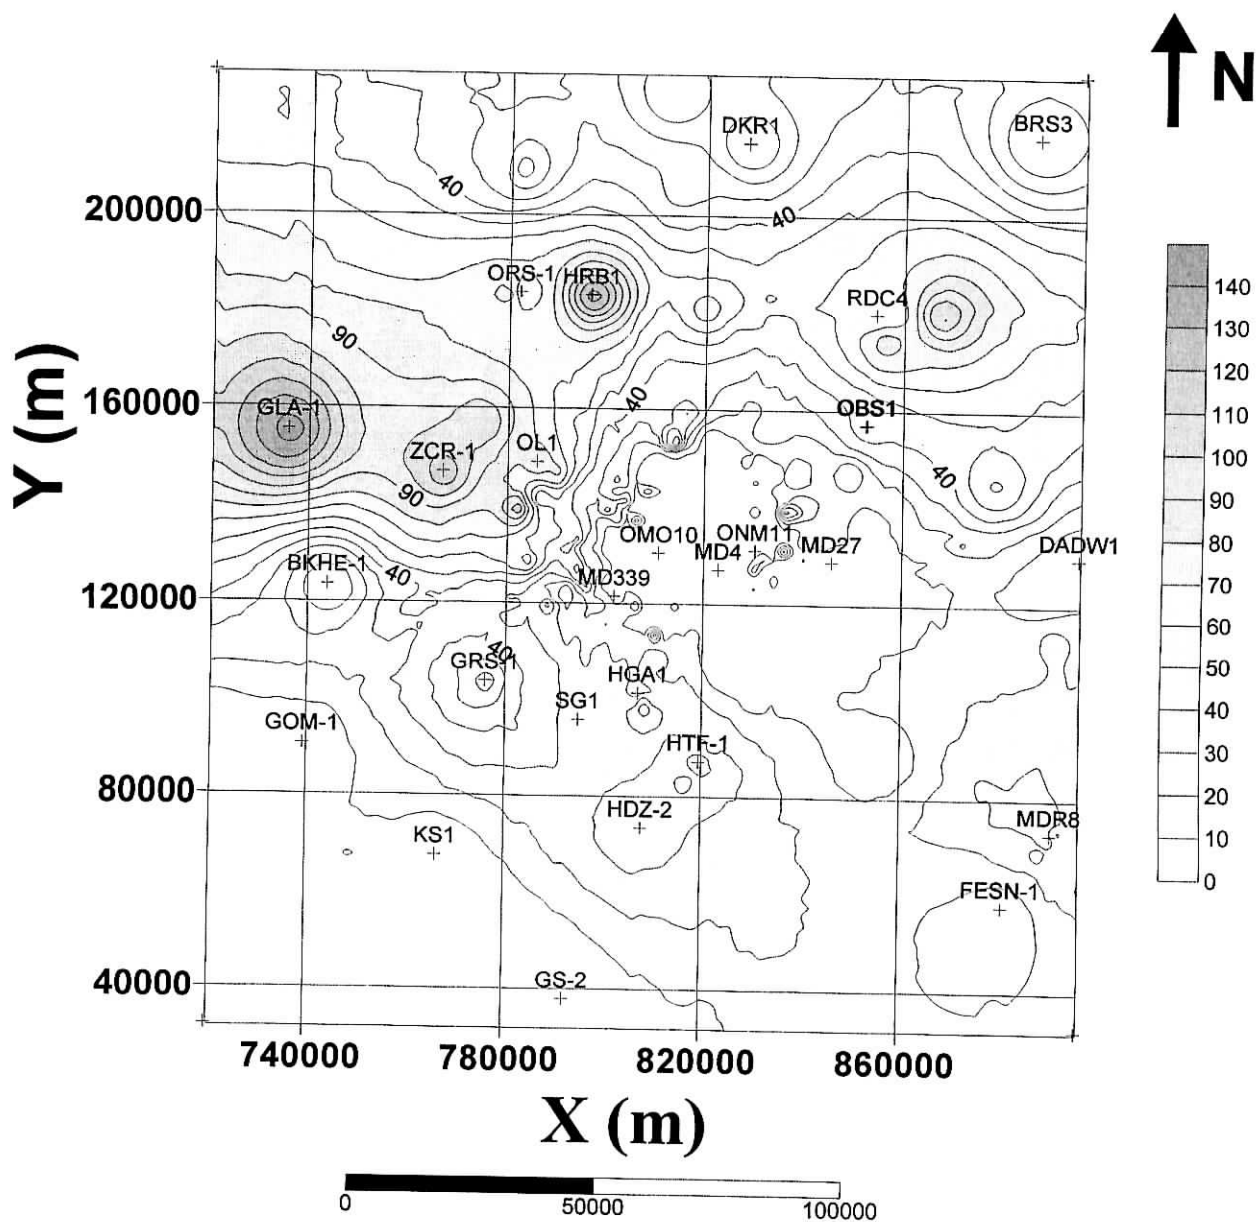 N
DKR1
BRS3
40
200000
40
ORS-1
HRB1
140
RDC4
130
90
120
Y (m)
160000
40
110
GLA-1
OBS1
OL1
100
ZCR-1
40
90
90
OMO10
ONM11
80
MD4
MD27
DADW1
BKHE-1
40
MD339
70
120000
60
40
GRS-1
HGA1
50
SG1
GOM-1
40
HTF-1
30
80000
20
HDZ-2
MDR8
KS1
10
FESN-1
0
40000
GS-2
740000
780000
820000
860000
X (m)
0
50000
100000